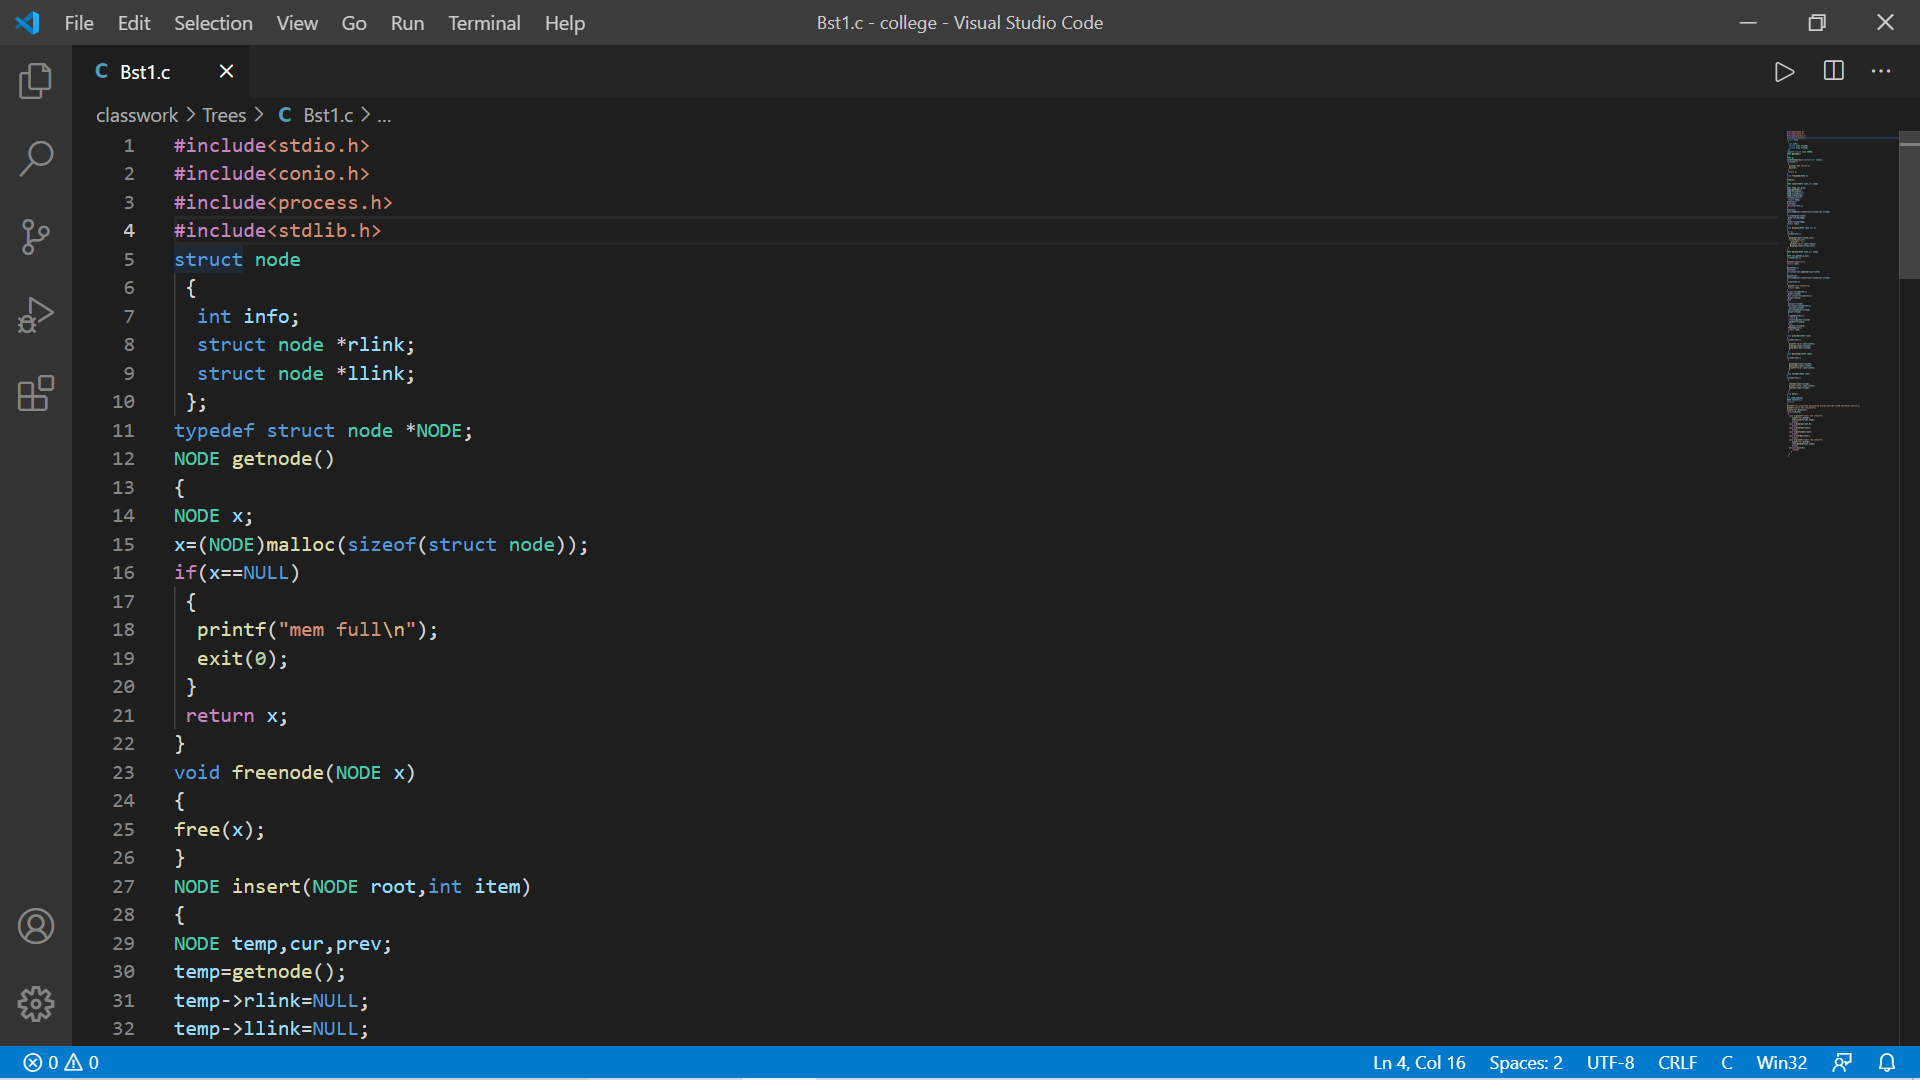 File Edit Selection View Go Run Terminal Help Bst1.c - college - Visual Studio Code
C Bst1.c
classwork > Trees > C Bst1.c > ...
1 #include<stdio.h>
2 #include<conio.h>
3 #include<process.h>
4 #include<stdlib.h>
5 struct node
6 {
7 int info;
8 struct node *rlink;
9 struct node *llink;
10 };
11 typedef struct node *NODE;
12 NODE getnode()
13 {
14 NODE x;
15 x=(NODE)malloc(sizeof(struct node));
16 if(x==NULL)
17 {
18 printf("mem full\n");
19 exit(0);
20 }
21 return x;
22 }
23 void freenode(NODE x)
24 {
25 free(x);
26 }
27 NODE insert(NODE root,int item)
28 {
29 NODE temp,cur,prev;
30 temp=getnode();
31 temp->rlink=NULL;
32 temp->llink=NULL;
0 0 Ln 4, Col 16 Spaces: 2 UTF-8 CRLF C Win32